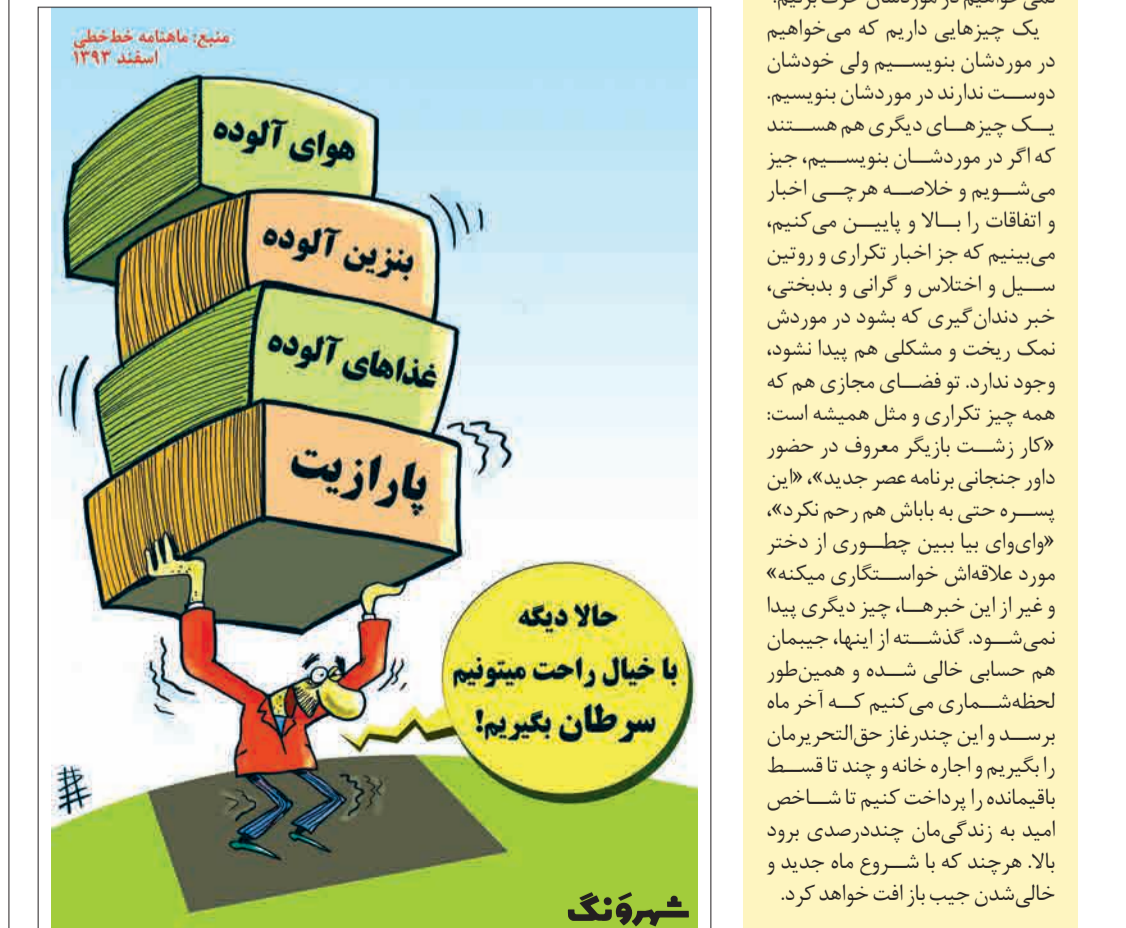 نمی‌خواهیم در موردشان حرف بزنیم.
یک چیزهایی داریم که می‌خواهیم
در موردشان بنویسیم ولی خودشان
دوست ندارند در موردشان بنویسیم.
یک چیزهای دیگری هم هستند
که اگر در موردشان بنویسیم، جیز
می‌شویم و خلاصه هرچی اخبار
و اتفاقات را بالا و پایین می‌کنیم،
می‌بینیم که جز اخبار تکراری و روتین
سیل و اختلاس و گرانی و بدبختی،
خبر دندان‌گیری که بشود در موردش
نمک ریخت و مشکلی هم پیدا نشود،
وجود ندارد. تو فضای مجازی هم که
همه چیز تکراری و مثل همیشه است:
«کار زشت بازیگر معروف در حضور
داور جنجالی برنامه عصر جدید»، «این
پسره حتی به باباش هم رحم نکرد»،
«وای‌وای بیا ببین چطوری از دختر
مورد علاقه‌اش خواستگاری میکنه»
و غیر از این خبرها، چیز دیگری پیدا
نمی‌شود. گذشته از اینها، جیبمان
هم حسابی خالی شده و همین‌طور
لحظه‌شماری می‌کنیم که آخر ماه
برسد و این چندرغاز حق‌التحریرمان
را بگیریم و اجاره خانه و چند تا قسط
باقیمانده را پرداخت کنیم تا شاخص
امید به زندگی‌مان چنددرصدی برود
بالا. هرچند که با شروع ماه جدید و
خالی‌شدن جیب باز افت خواهد کرد.
منبع: ماهنامه خط‌خطی
اسفند ۱۳۹۳
هوای آلوده
بنزین آلوده
غذاهای آلوده
پارازیت
حالا دیگه
با خیال راحت میتونیم
سرطان بگیریم!
شهروَنگ